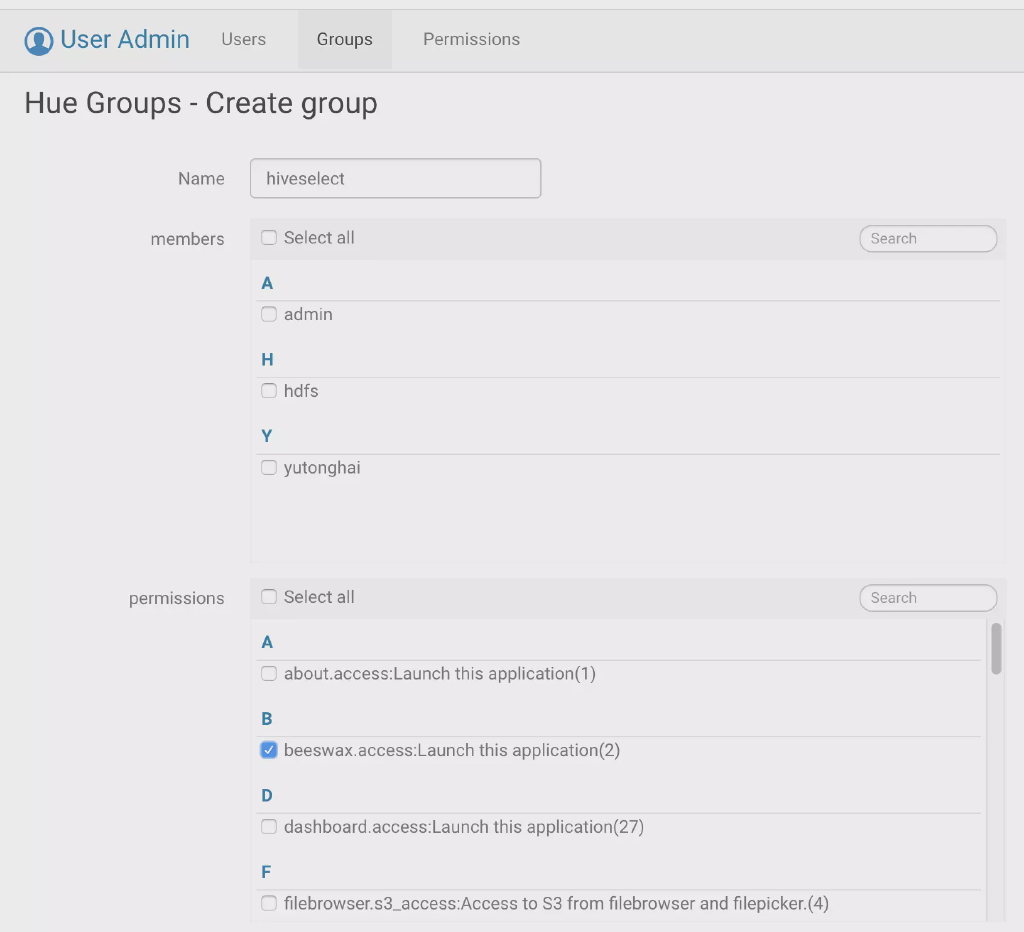 User Admin Users Groups Permissions
Hue Groups - Create group
Name hiveselect
members Select all Search
A
admin
H
hdfs
Y
yutonghai
permissions Select all Search
A
about.access:Launch this application(1)
B
beeswax.access:Launch this application(2)
D
dashboard.access:Launch this application(27)
F
filebrowser.s3_access:Access to S3 from filebrowser and filepicker.(4)